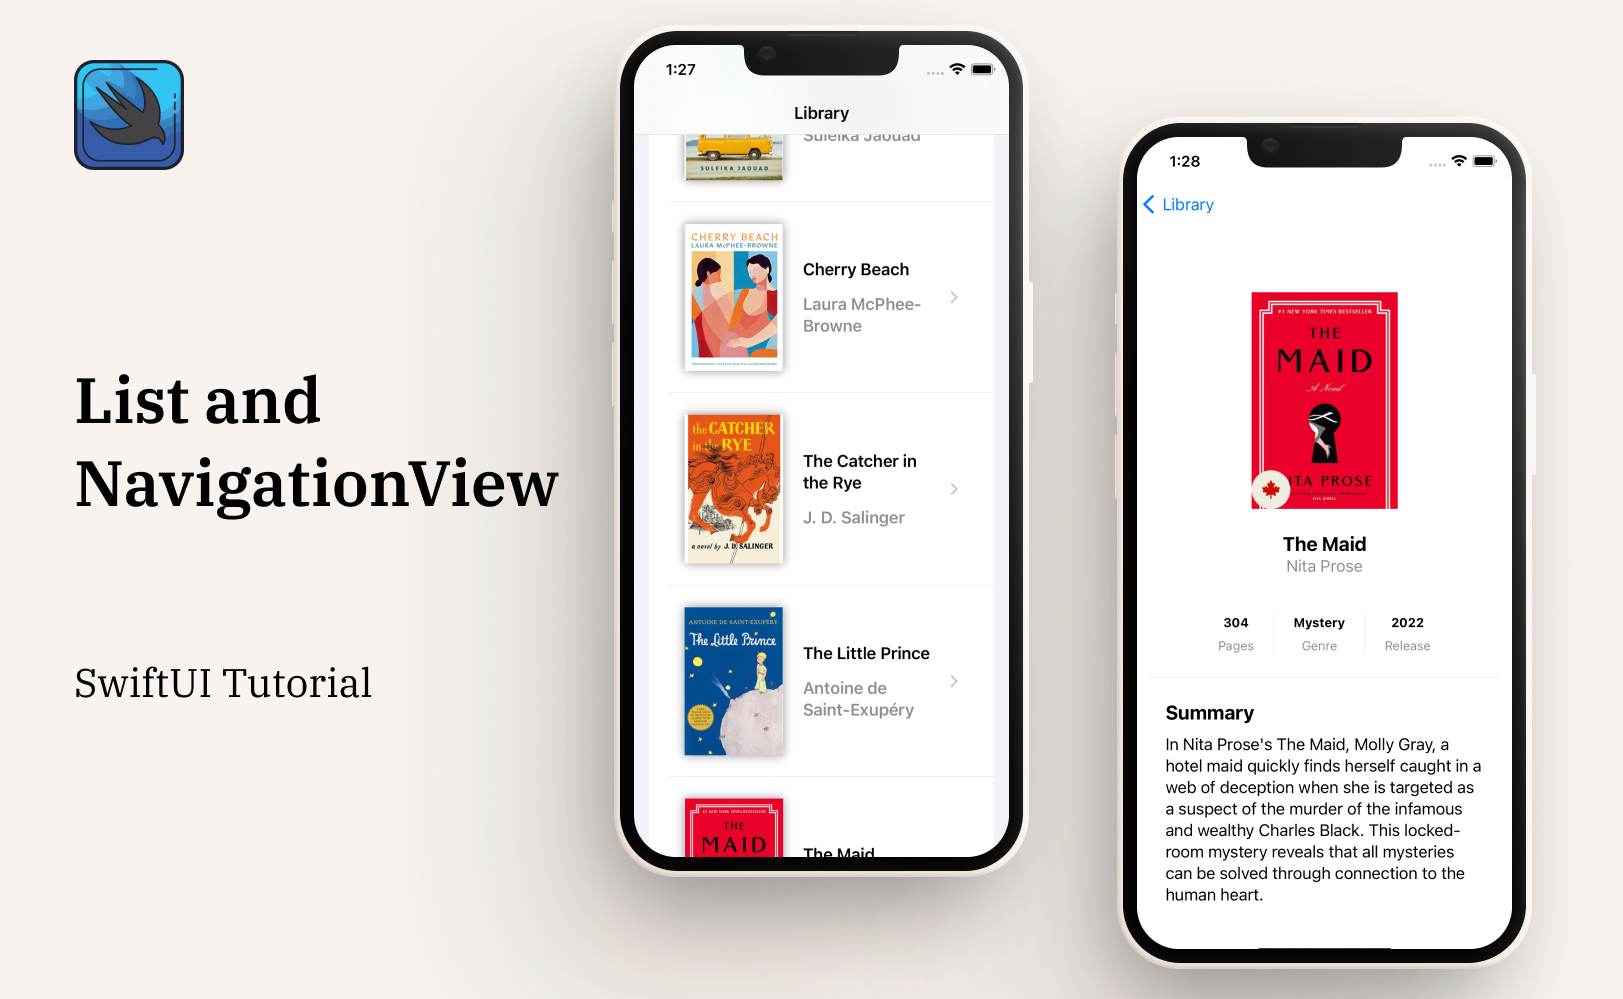 List and
NavigationView
SwiftUI Tutorial
1:27
Library
Suleika Jaouad
SULEIKA JAOUAD
CHERRY BEACH
LAURA McPHEE-BROWNE
Cherry Beach
Laura McPhee-
Browne
the CATCHER
in the RYE
a novel by J. D. SALINGER
The Catcher in
the Rye
J. D. Salinger
ANTOINE DE SAINT-EXUPÉRY
The Little Prince
The Little Prince
Antoine de
Saint-Exupéry
#1 NEW YORK TIMES BESTSELLER
THE
MAID
The Maid
1:28
Library
#1 NEW YORK TIMES BESTSELLER
THE
MAID
A Novel
NITA PROSE
The Maid
Nita Prose
304
Pages
Mystery
Genre
2022
Release
Summary
In Nita Prose's The Maid, Molly Gray, a
hotel maid quickly finds herself caught in a
web of deception when she is targeted as
a suspect of the murder of the infamous
and wealthy Charles Black. This locked-
room mystery reveals that all mysteries
can be solved through connection to the
human heart.